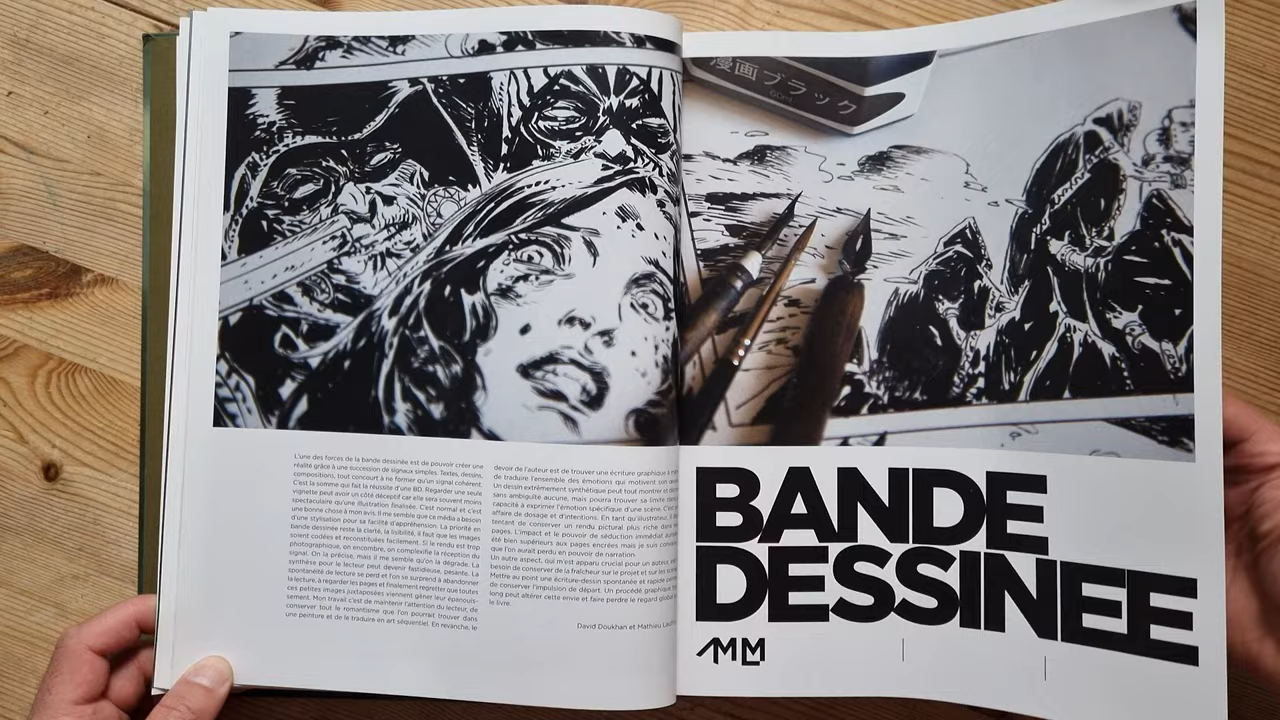 L'une des forces de la bande dessinée est de pouvoir créer une
réalité grâce à une succession de signaux simples. Textes, dessins,
compositions, tout concourt à ne former qu'un signal cohérent.
C'est la somme qui fait la réussite d'une BD. Regarder une seule
vignette peut avoir un côté déceptif car elle sera souvent moins
spectaculaire qu'une illustration finalisée. C'est normal et c'est
une bonne chose à mon avis. Il me semble que ce média a besoin
d'une stylisation pour sa facilité d'appréhension. La priorité en
bande dessinée reste la clarté, la lisibilité, il faut que les images
soient codées et reconstituées facilement. Si le rendu est trop
photographique, on encombre, on complexifie la réception du
signal. On la précise, mais il me semble qu'on la dégrade. La
synthèse pour le lecteur peut devenir fastidieuse, pesante. La
spontanéité de lecture se perd et l'on se surprend à abandonner
la lecture, à regarder les pages et finalement regretter que toutes
ces petites images juxtaposées viennent gêner leur épanouis-
sement. Mon travail c'est de maintenir l'attention du lecteur, de
conserver tout le romantisme que l'on pourrait trouver dans
une peinture et de le traduire en art séquentiel. En revanche, le
devoir de l'auteur est de trouver une écriture graphique à
de traduire l'ensemble des émotions qui motivent son
Un dessin extrêmement synthétique peut tout montrer et
sans ambiguïté aucune, mais pourra trouver sa limite dans
capacité à exprimer l'émotion spécifique d'une scène. C'est
affaire de dosage et d'intentions. En tant qu'illustrateur, il
tentant de conserver un rendu pictural plus riche dans
pages. L'impact et le pouvoir de séduction immédiat
été bien supérieurs aux pages encrées mais je suis
que l'on aurait perdu en pouvoir de narration.
Un autre aspect, qui m'est apparu crucial pour un auteur, est
besoin de conserver de la fraîcheur sur le projet et sur les
Mettre au point une écriture-dessin spontanée et rapide
de conserver l'impulsion de départ. Un procédé graphique
long peut altérer cette envie et faire perdre le regard global
le livre.
David Doukhan et Mathieu
漫画ブラック
60ml
BANDE
DESSINEE